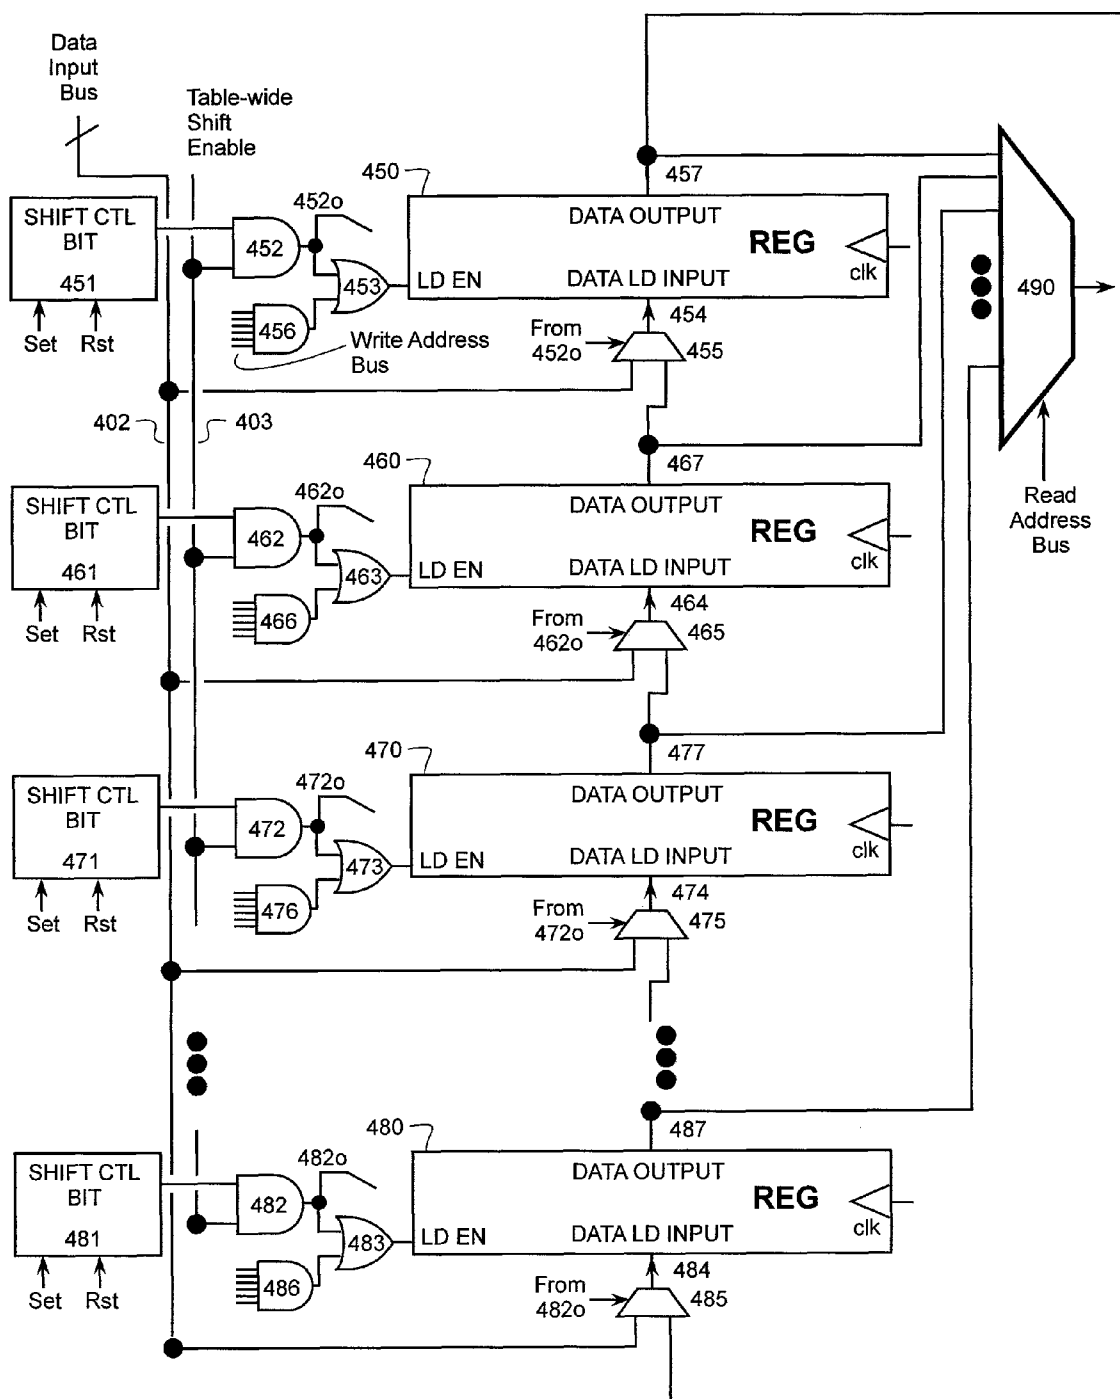 Data
Input
Bus
Table-wide
Shift
Enable
SHIFT CTL
BIT
451
Set
Rst
452o
452
453
456
Write Address
Bus
450
457
DATA OUTPUT
REG
clk
LD EN
DATA LD INPUT
454
From
452o
455
490
Read
Address
Bus
402
403
SHIFT CTL
BIT
461
Set
Rst
462o
462
463
466
460
467
DATA OUTPUT
REG
clk
LD EN
DATA LD INPUT
464
From
462o
465
SHIFT CTL
BIT
471
Set
Rst
472o
472
473
476
470
477
DATA OUTPUT
REG
clk
LD EN
DATA LD INPUT
474
From
472o
475
SHIFT CTL
BIT
481
Set
Rst
482o
482
483
486
480
487
DATA OUTPUT
REG
clk
LD EN
DATA LD INPUT
484
From
482o
485